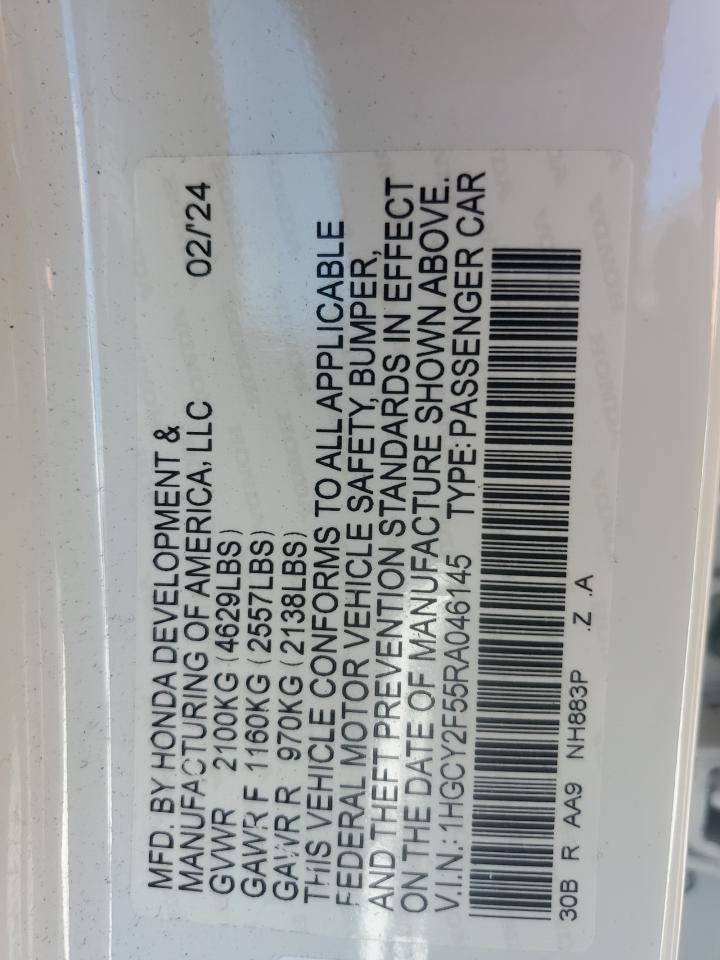 MFD. BY HONDA DEVELOPMENT &
MANUFACTURING OF AMERICA, LLC 02/'24
GVWR 2100KG (4629LBS)
GAWR F 1160KG (2557LBS)
GAWR R 970KG (2138LBS)
THIS VEHICLE CONFORMS TO ALL APPLICABLE
FEDERAL MOTOR VEHICLE SAFETY, BUMPER,
AND THEFT PREVENTION STANDARDS IN EFFECT
ON THE DATE OF MANUFACTURE SHOWN ABOVE.
V.I.N.: 1HGCY2F55RA046145 TYPE: PASSENGER CAR
30B R AA9 NH883P .Z .A